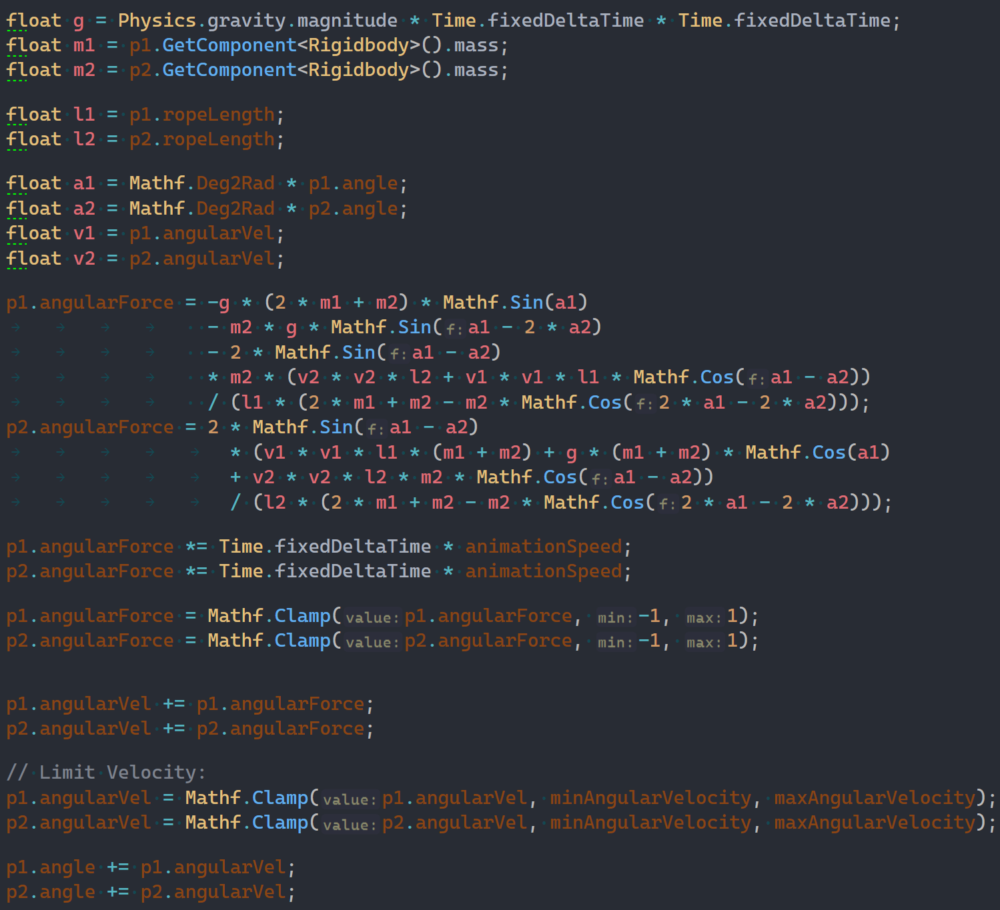 float g = Physics.gravity.magnitude * Time.fixedDeltaTime * Time.fixedDeltaTime;
float m1 = p1.GetComponent<Rigidbody>().mass;
float m2 = p2.GetComponent<Rigidbody>().mass;
float l1 = p1.ropeLength;
float l2 = p2.ropeLength;
float a1 = Mathf.Deg2Rad * p1.angle;
float a2 = Mathf.Deg2Rad * p2.angle;
float v1 = p1.angularVel;
float v2 = p2.angularVel;
p1.angularForce = -g * (2 * m1 + m2) * Mathf.Sin(a1)
- m2 * g * Mathf.Sin(f: a1 - 2 * a2)
- 2 * Mathf.Sin(f: a1 - a2)
* m2 * (v2 * v2 * l2 + v1 * v1 * l1 * Mathf.Cos(f: a1 - a2))
/ (l1 * (2 * m1 + m2 - m2 * Mathf.Cos(f: 2 * a1 - 2 * a2)));
p2.angularForce = 2 * Mathf.Sin(f: a1 - a2)
* (v1 * v1 * l1 * (m1 + m2) + g * (m1 + m2) * Mathf.Cos(a1)
+ v2 * v2 * l2 * m2 * Mathf.Cos(f: a1 - a2))
/ (l2 * (2 * m1 + m2 - m2 * Mathf.Cos(f: 2 * a1 - 2 * a2)));
p1.angularForce *= Time.fixedDeltaTime * animationSpeed;
p2.angularForce *= Time.fixedDeltaTime * animationSpeed;
p1.angularForce = Mathf.Clamp(value: p1.angularForce, min: -1, max: 1);
p2.angularForce = Mathf.Clamp(value: p2.angularForce, min: -1, max: 1);
p1.angularVel += p1.angularForce;
p2.angularVel += p2.angularForce;
// Limit Velocity:
p1.angularVel = Mathf.Clamp(value: p1.angularVel, minAngularVelocity, maxAngularVelocity);
p2.angularVel = Mathf.Clamp(value: p2.angularVel, minAngularVelocity, maxAngularVelocity);
p1.angle += p1.angularVel;
p2.angle += p2.angularVel;